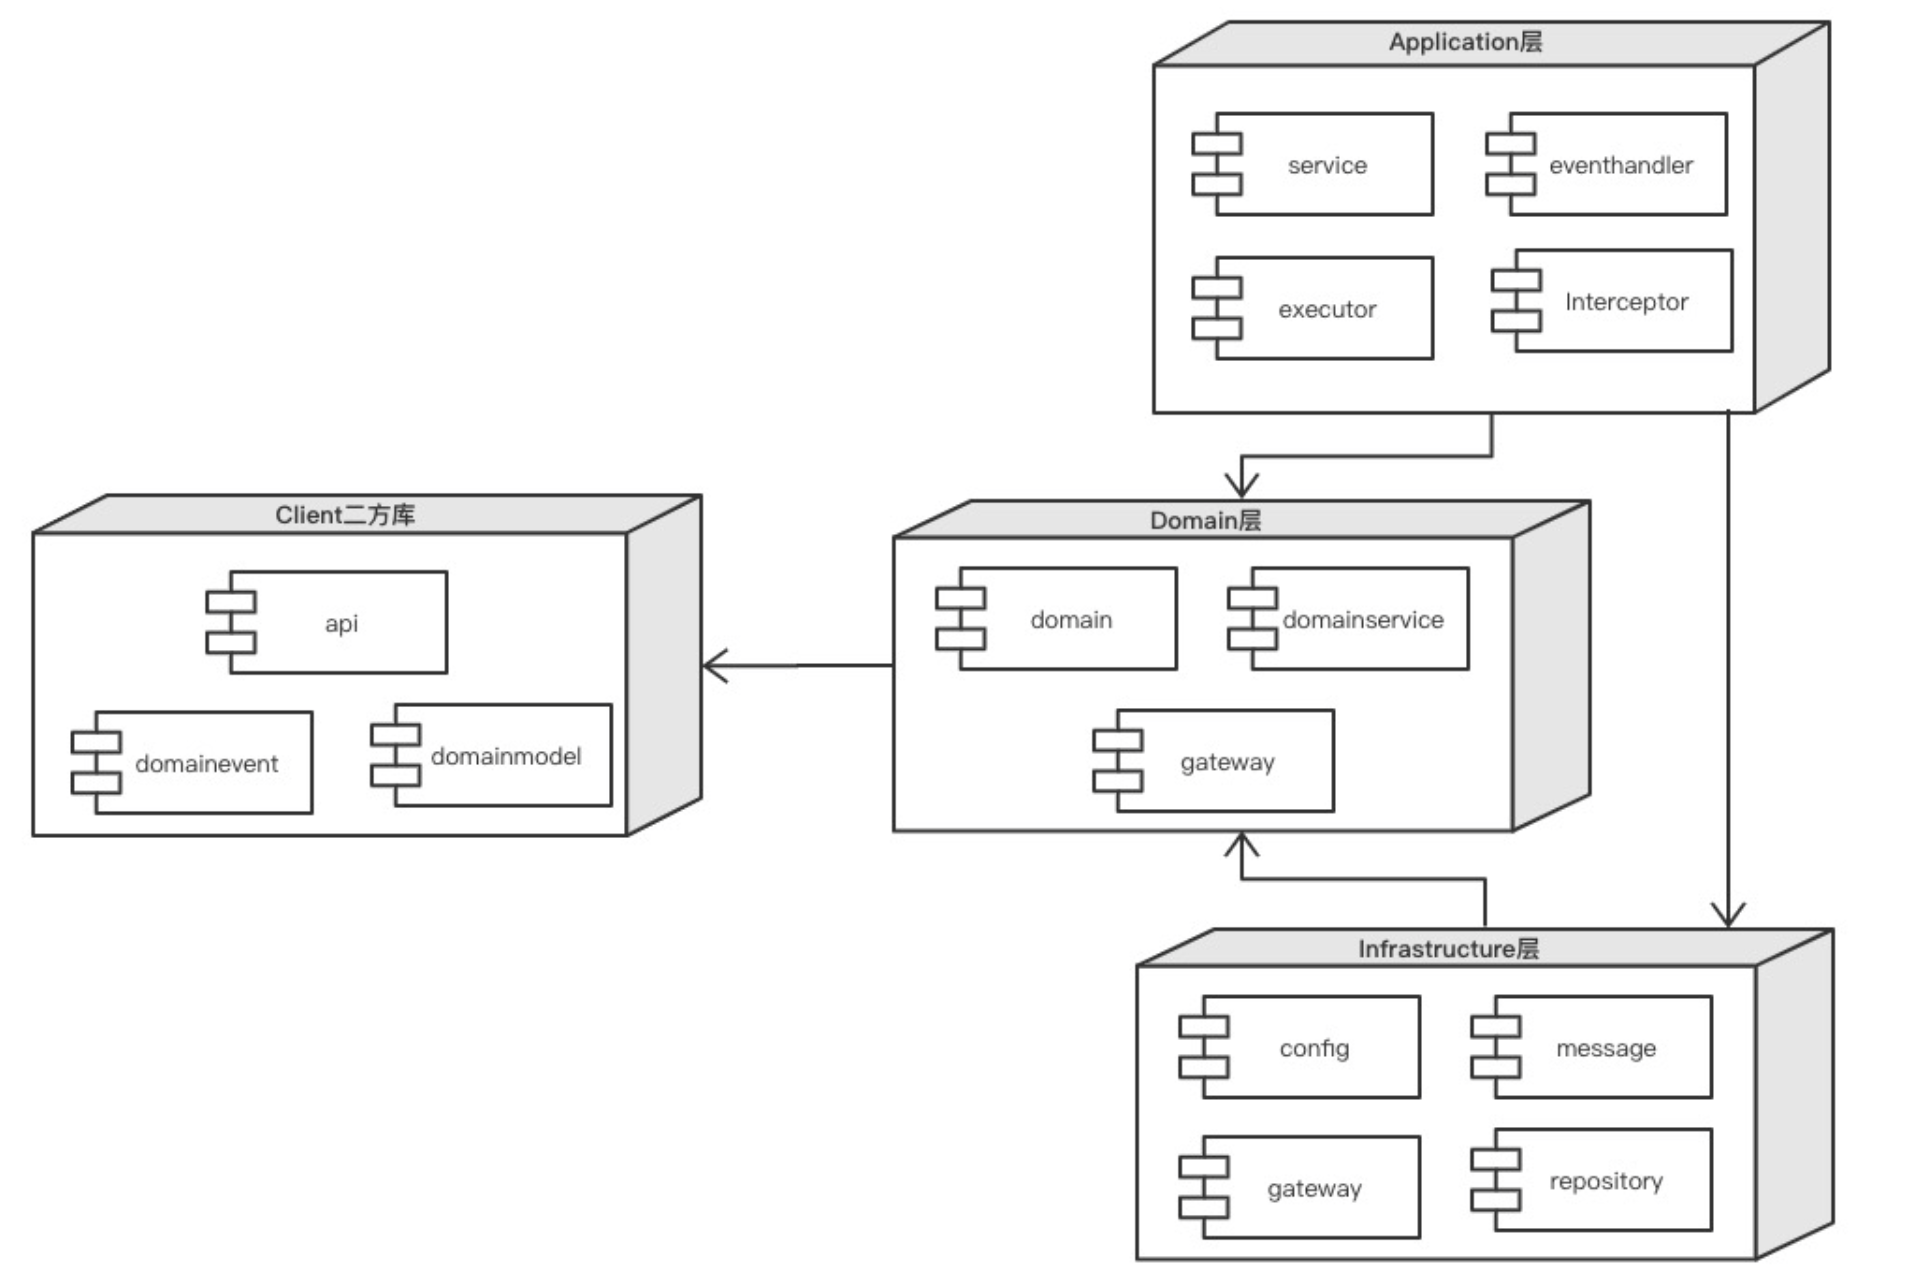 Application层
service
eventhandler
executor
Interceptor
Client二方库
api
domainevent
domainmodel
Domain层
domain
domainservice
gateway
Infrastructure层
config
message
gateway
repository